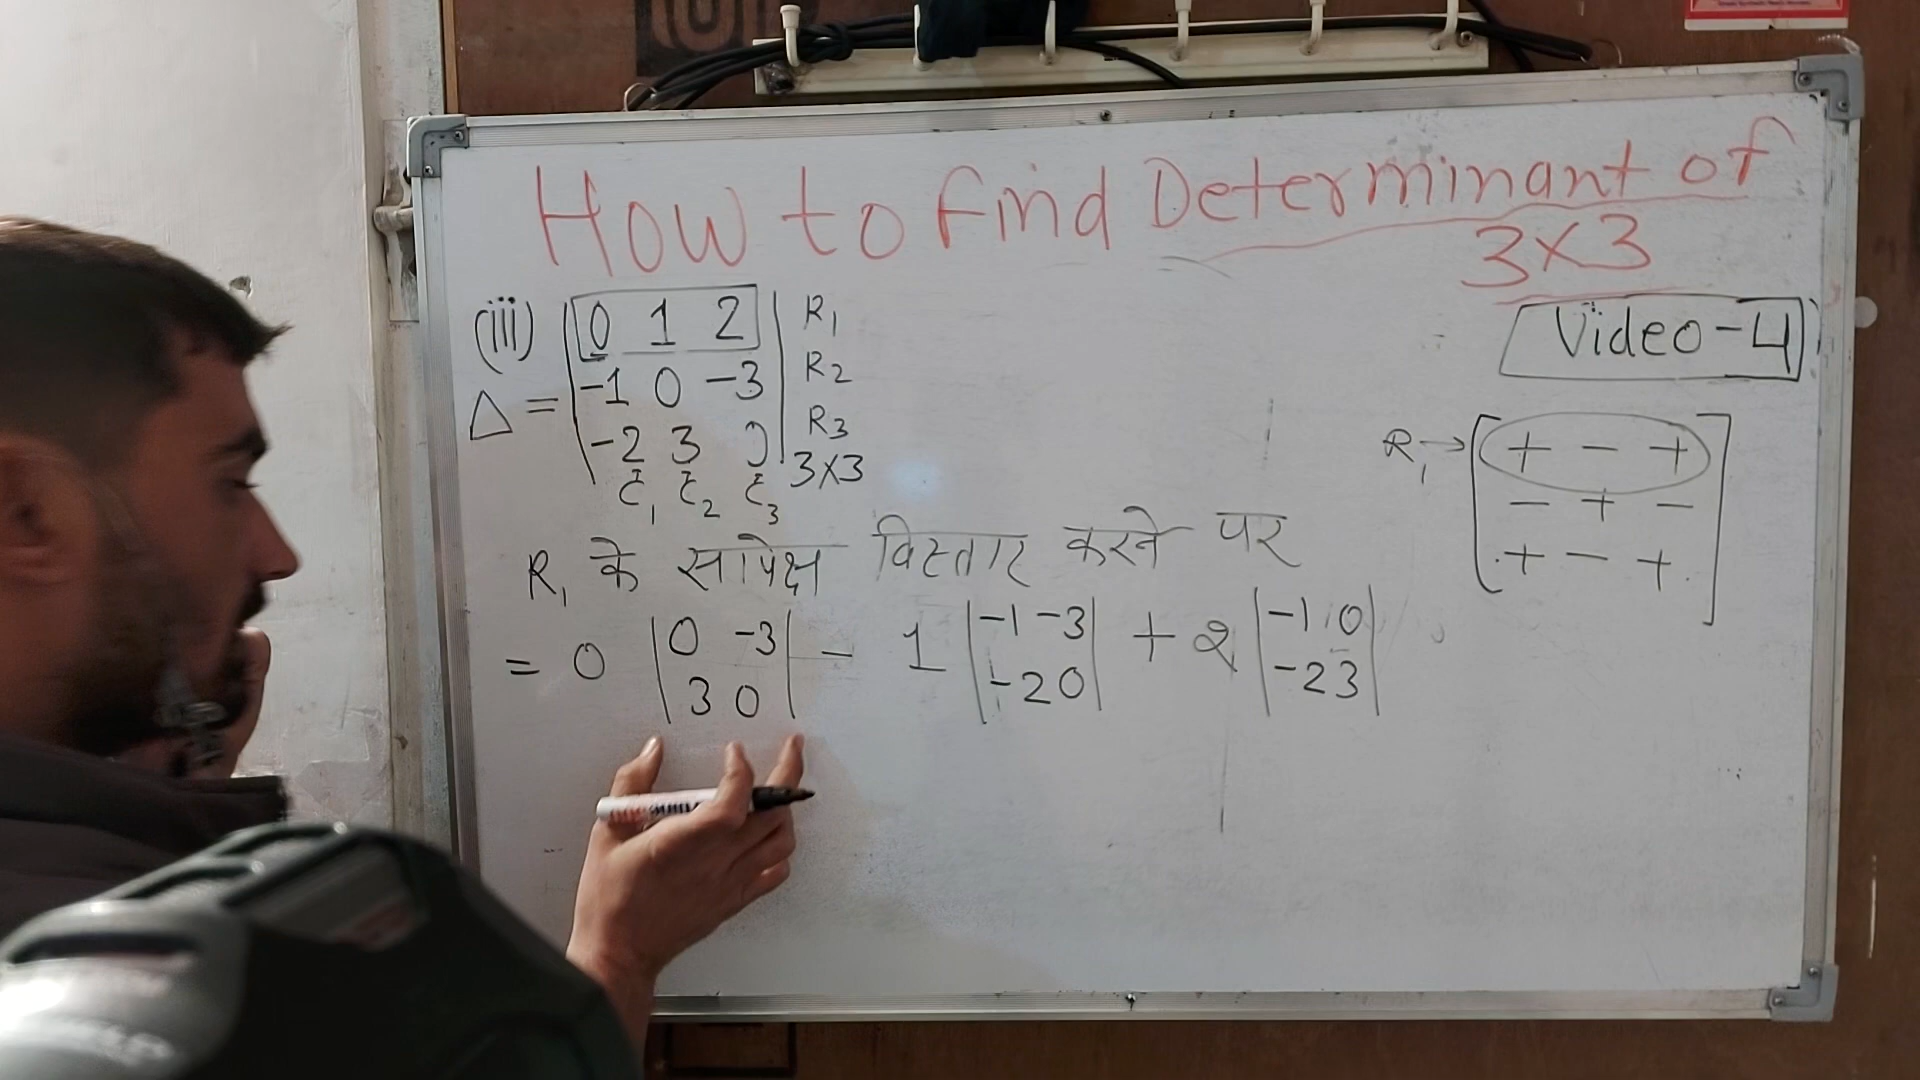 How to Find Determinant of
3×3
Video-4
(iii) | 0 1 2 | R₁
Δ = | -1 0 -3 | R₂
| -2 3 0 | R₃
3×3
C₁ C₂ C₃
R₁ → [ + - +
- + -
+ - + ]
R₁ के सापेक्ष विस्तार करने पर
= 0 | 0 -3 | - 1 | -1 -3 | + 2 | -1 0 |
| 3 0 | | -2 0 | | -2 3 |